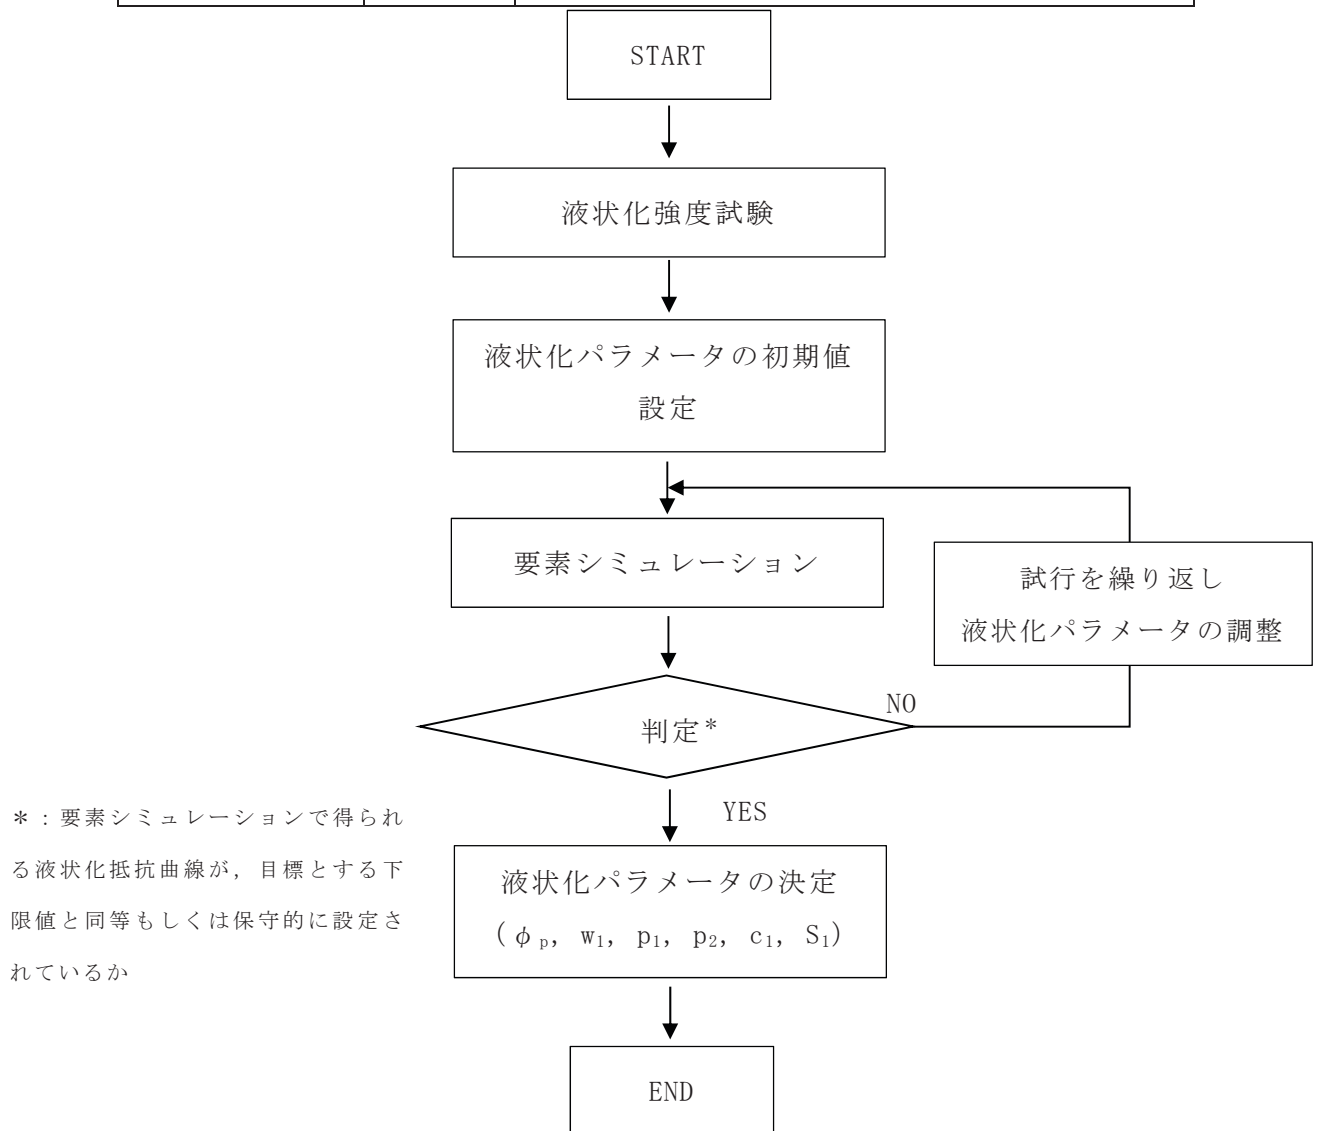 START
液状化強度試験
液状化パラメータの初期値
設定
要素シミュレーション
試行を繰り返し
液状化パラメータの調整
判定*
NO
YES
＊：要素シミュレーションで得られ
る液状化抵抗曲線が，目標とする下
限値と同等もしくは保守的に設定さ
れているか
液状化パラメータの決定
(φp, w1, p1, p2, c1, S1)
END